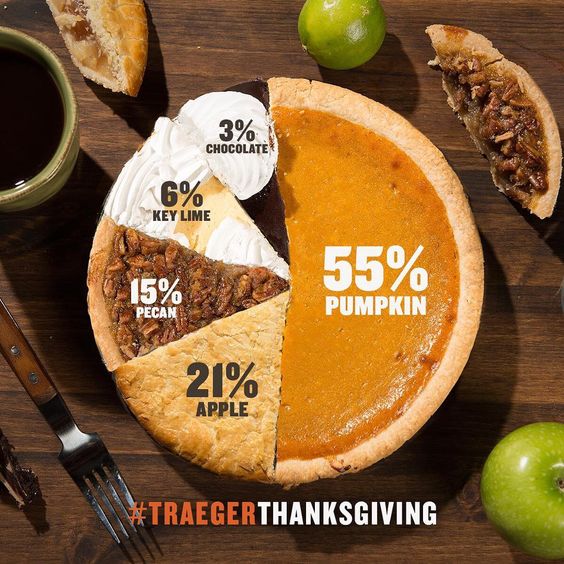 3%
CHOCOLATE
6%
KEY LIME
55%
PUMPKIN
15%
PECAN
21%
APPLE
#TRAEGERTHANKSGIVING